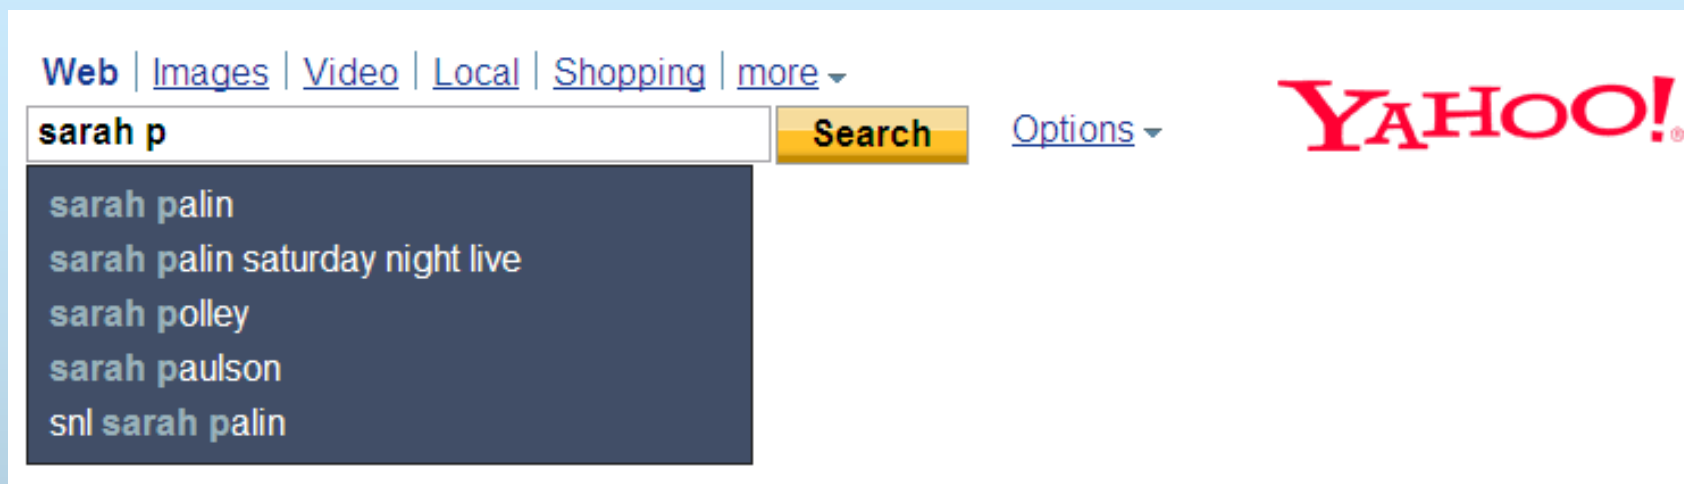 Web | Images | Video | Local | Shopping | more
sarah p Search Options YAHOO!®
sarah palin
sarah palin saturday night live
sarah polley
sarah paulson
snl sarah palin